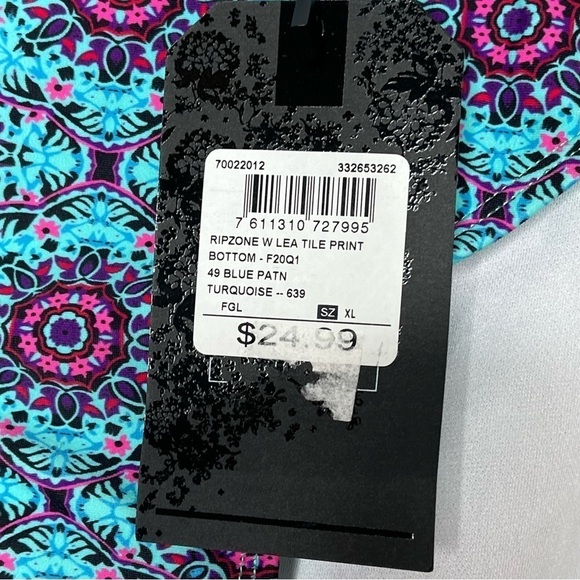 70022012 332653262
7 611310 727995
RIPZONE W LEA TILE PRINT
BOTTOM - F20Q1
49 BLUE PATN
TURQUOISE -- 639
FGL SZ XL
$24.99